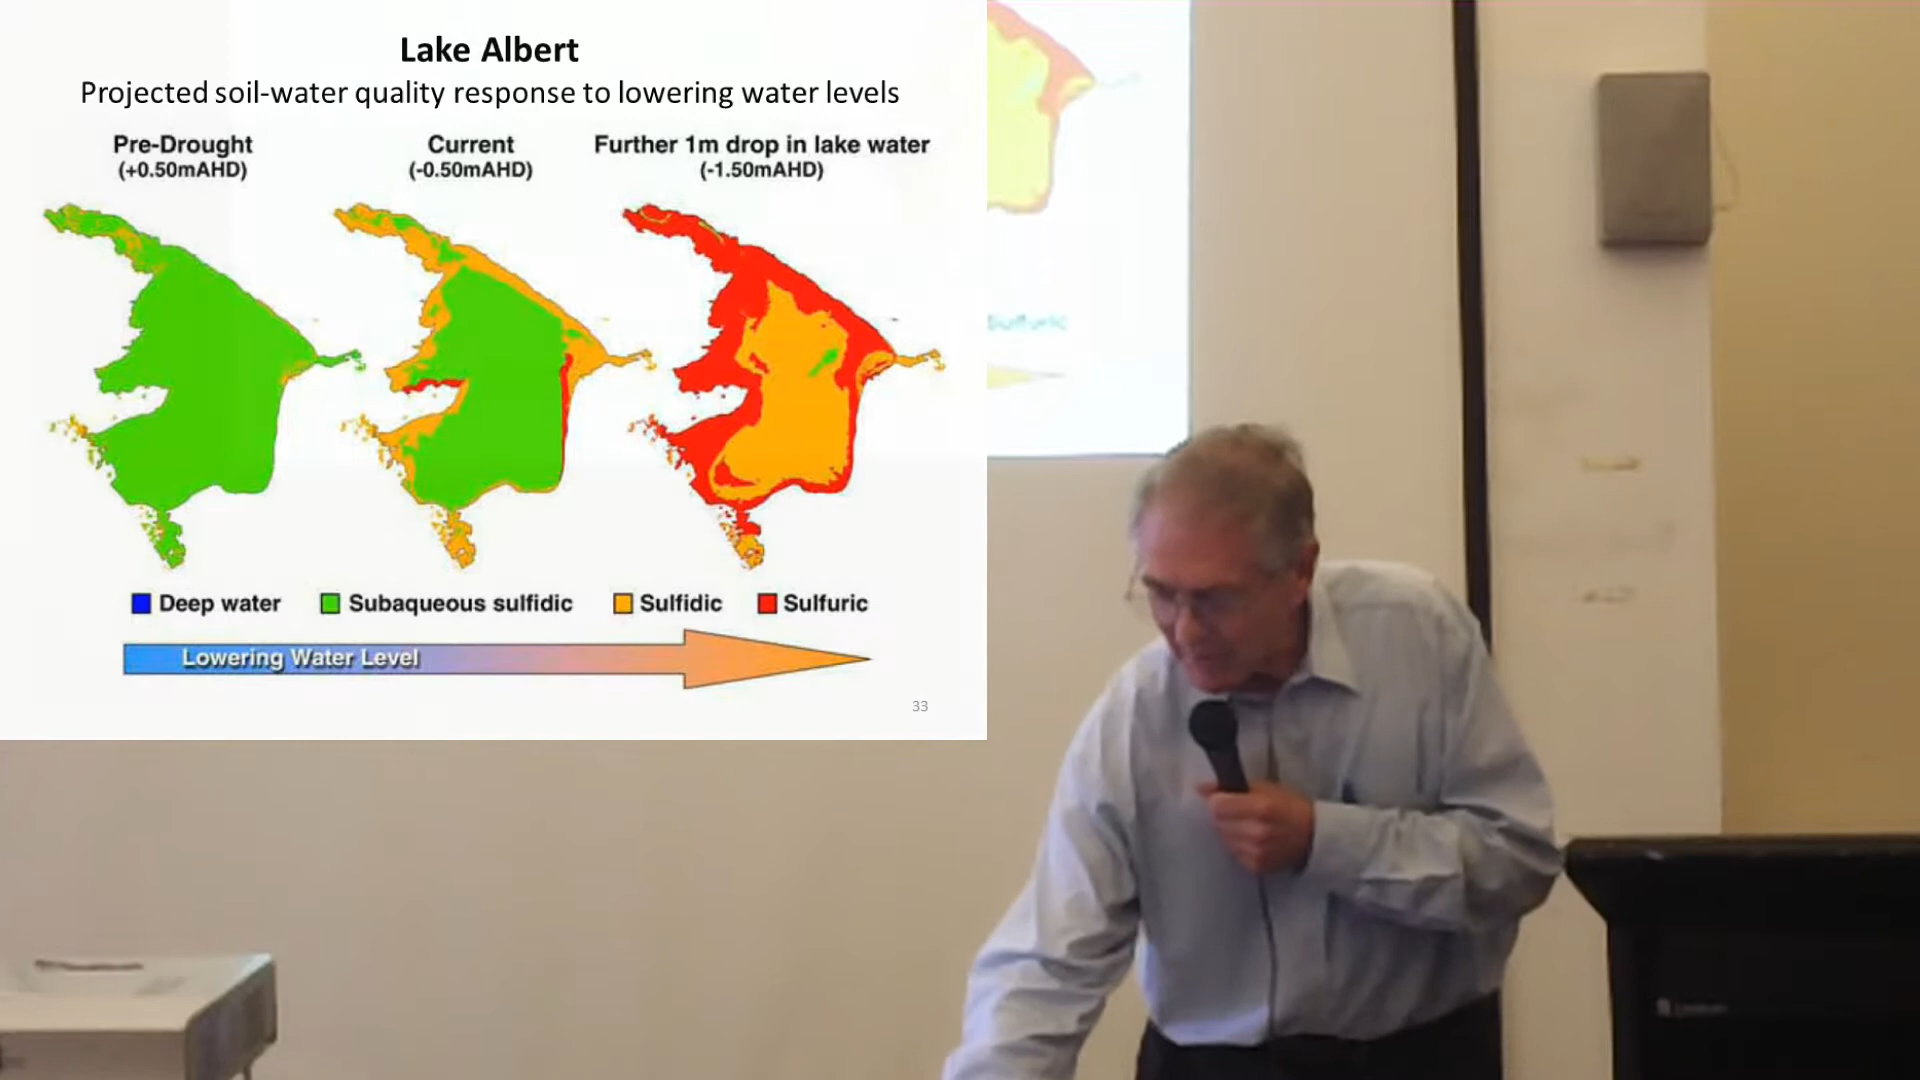 Lake Albert
Projected soil-water quality response to lowering water levels
Pre-Drought
(+0.50mAHD)
Current
(-0.50mAHD)
Further 1m drop in lake water
(-1.50mAHD)
Deep water
Subaqueous sulfidic
Sulfidic
Sulfuric
Lowering Water Level
33
Sulfuric